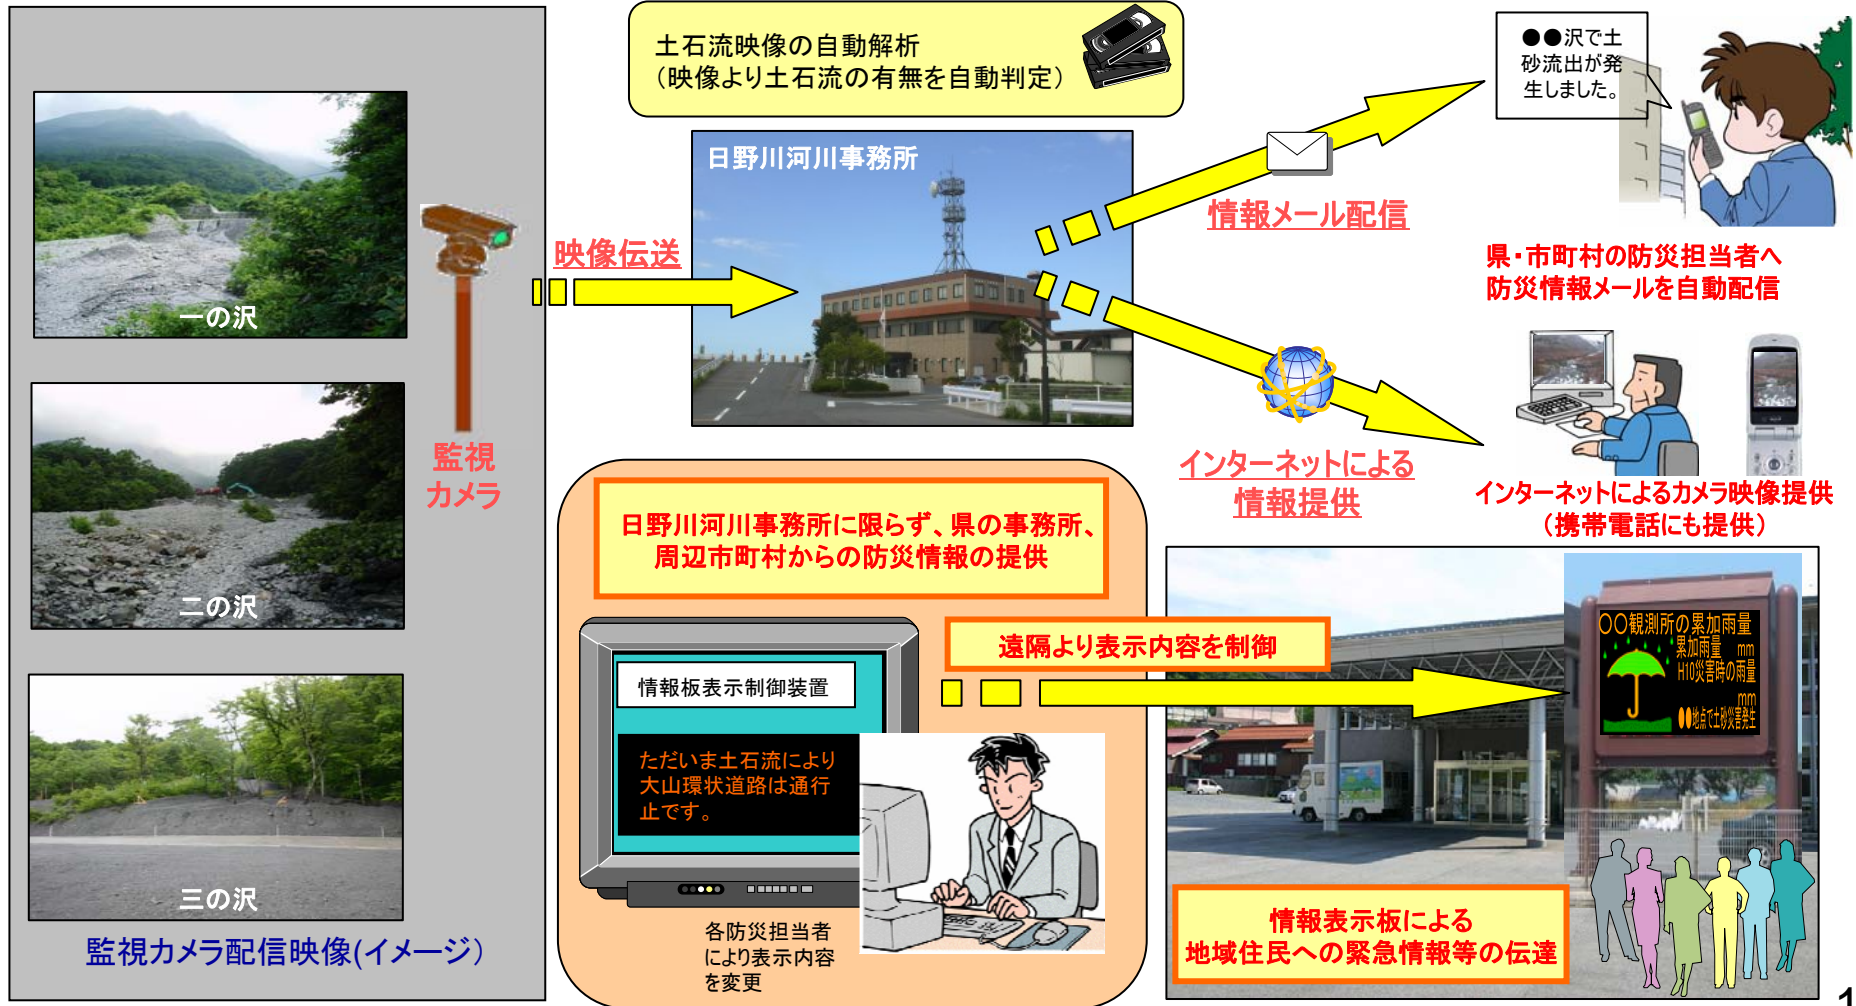 一の沢
二の沢
三の沢
監視カメラ配信映像(イメージ)
監視
カメラ
映像伝送
土石流映像の自動解析
(映像より土石流の有無を自動判定)
日野川河川事務所
情報メール配信
●●沢で土
砂流出が発
生しました。
県・市町村の防災担当者へ
防災情報メールを自動配信
インターネットによる
情報提供
インターネットによるカメラ映像提供
(携帯電話にも提供)
日野川河川事務所に限らず、県の事務所、
周辺市町村からの防災情報の提供
情報板表示制御装置
ただいま土石流により
大山環状道路は通行
止です。
各防災担当者
により表示内容
を変更
遠隔より表示内容を制御
〇〇観測所の累加雨量
累加雨量 mm
H10災害時の雨量
mm
●●地点で土砂災害発生
情報表示板による
地域住民への緊急情報等の伝達
1